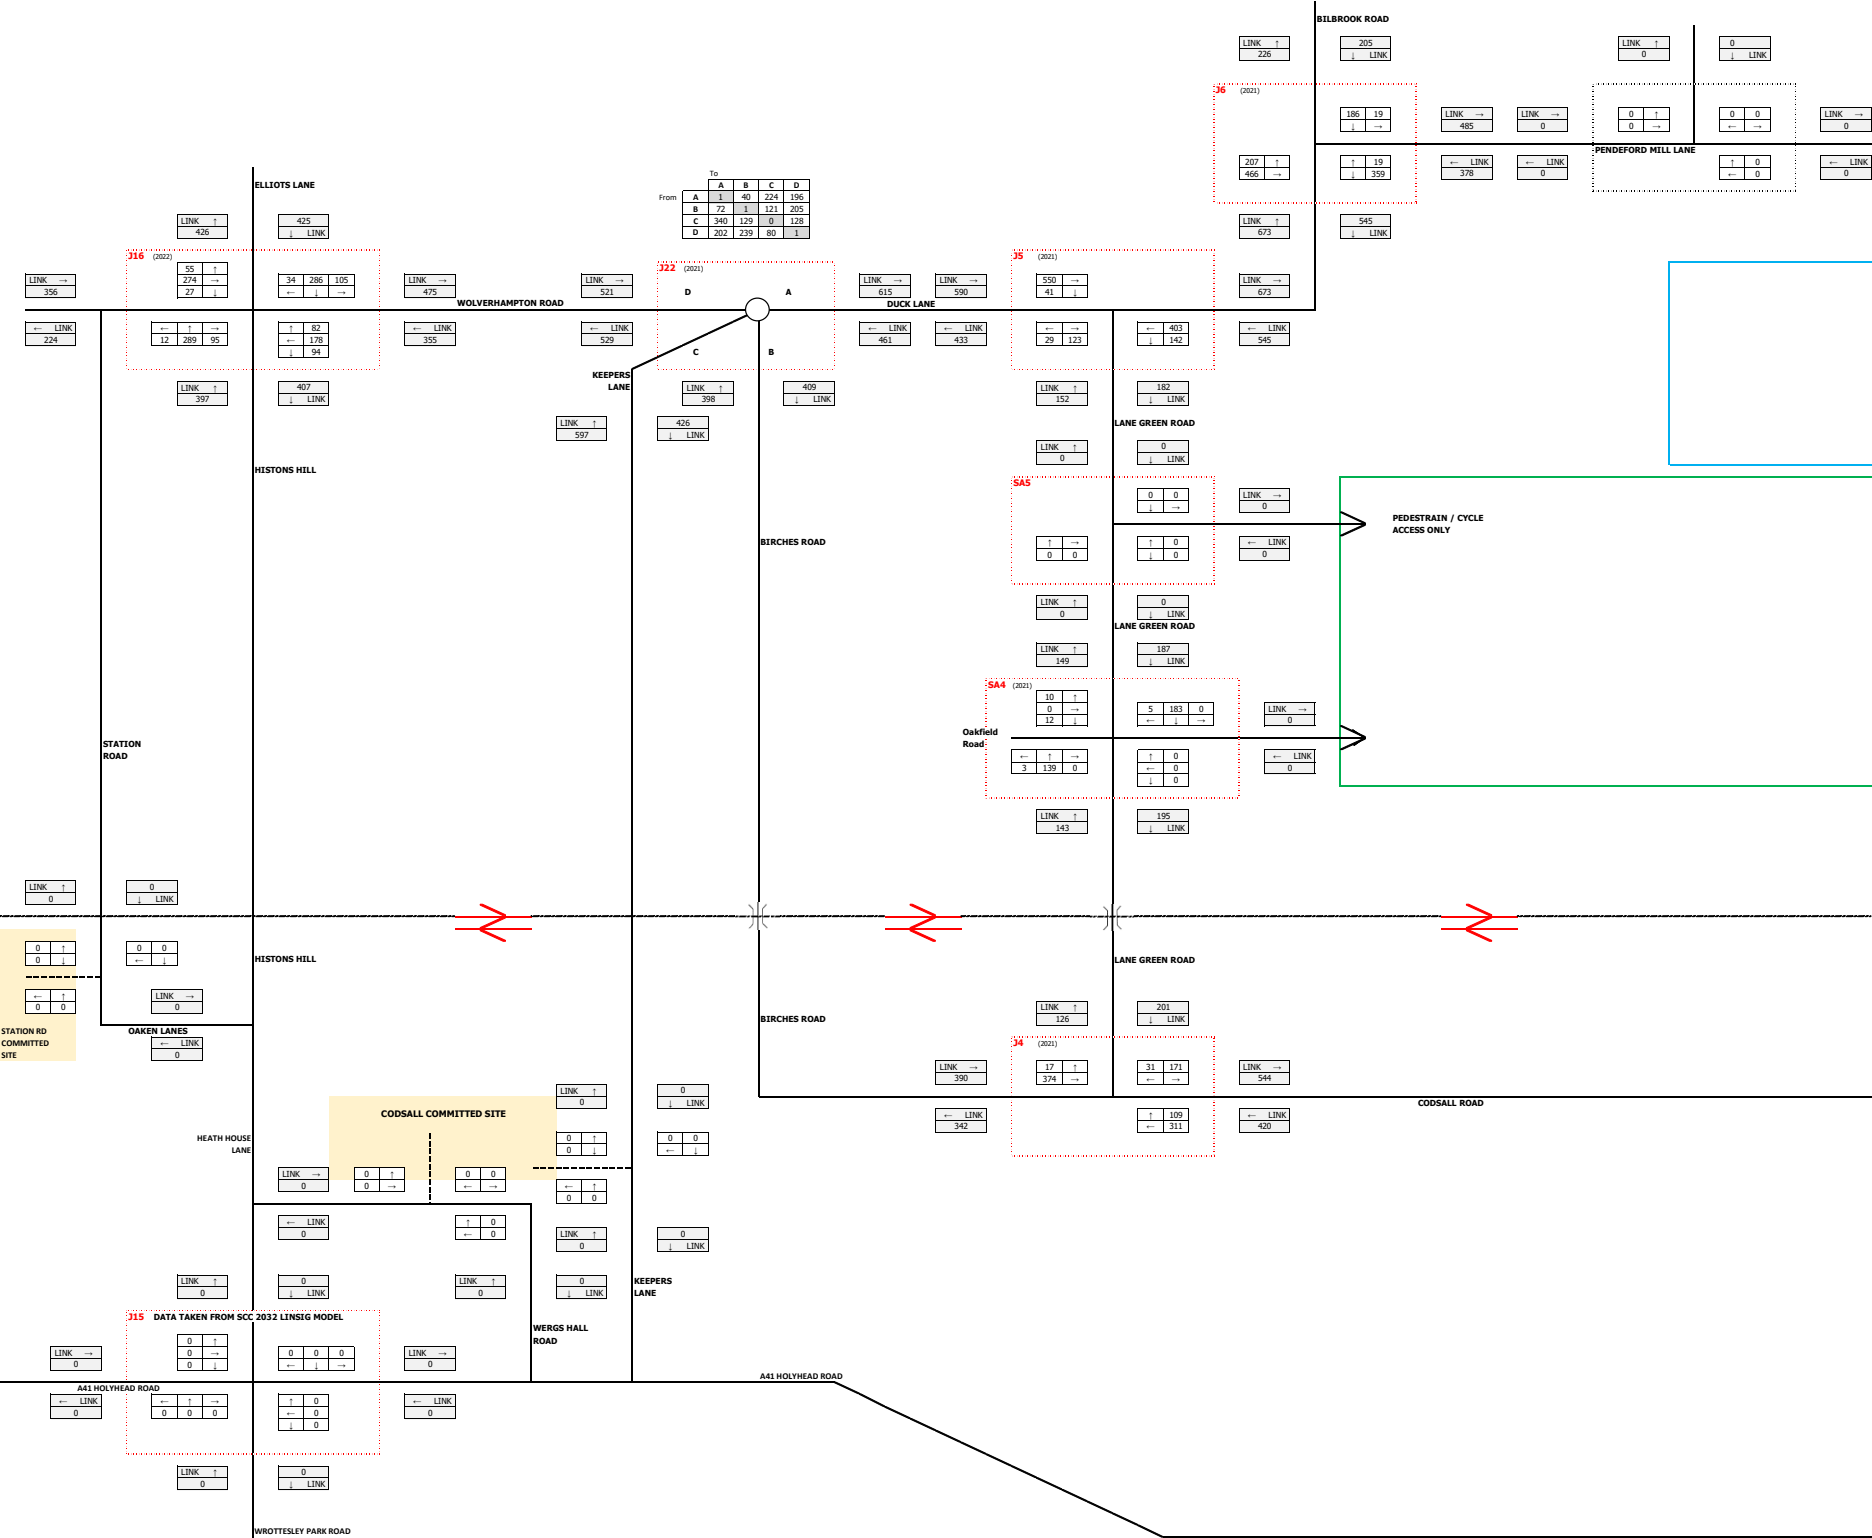 BILBROOK ROAD
LINK ↑ 205 LINK ↑ 0
226 ↓ LINK 0 ↓ LINK
J6 (2021)
186 19 LINK → LINK → 0 ↑ 0 0 LINK →
↓ → 485 0 0 → ← → 0
PENDEFORD MILL LANE
207 ↑ ↑ 19 ← LINK ← LINK ↑ 0 ← LINK
466 → ↓ 359 378 0 ← 0 0
LINK ↑ 545
673 ↓ LINK
To
A B C D
From A 1 40 224 196
B 72 1 121 205
C 340 129 0 128
D 202 239 80 1
ELLIOTS LANE
LINK ↑ 425
426 ↓ LINK
J16 (2022)
55 ↑
LINK → 274 → 34 286 105 LINK →
356 27 ↓ ← ↓ → 475
WOLVERHAMPTON ROAD
← LINK ← ↑ → ↑ 82 ← LINK
224 12 289 95 ← 178 355
↓ 94
LINK ↑ 407
397 ↓ LINK
J22 (2021)
LINK → D A LINK → LINK →
521 615 590
DUCK LANE
← LINK ← LINK ← LINK
529 461 433
C B
KEEPERS
LANE
LINK ↑ 409
398 ↓ LINK
LINK ↑ 426
597 ↓ LINK
J5 (2021)
550 → LINK →
41 ↓ 673
← → ← 403 ← LINK
29 123 ↓ 142 545
LINK ↑ 182
152 ↓ LINK
LANE GREEN ROAD
LINK ↑ 0
0 ↓ LINK
HISTONS HILL
SA5
0 0 LINK →
↓ → 0
PEDESTRAIN / CYCLE
ACCESS ONLY
BIRCHES ROAD
↑ → ↑ 0 ← LINK
0 0 ↓ 0 0
LINK ↑ 0
0 ↓ LINK
LANE GREEN ROAD
LINK ↑ 187
149 ↓ LINK
SA4 (2021)
10 ↑
0 → 5 183 0 LINK →
12 ↓ ← ↓ → 0
Oakfield
Road
← ↑ → ↑ 0 ← LINK
3 139 0 ← 0 0
↓ 0
STATION
ROAD
LINK ↑ 195
143 ↓ LINK
LINK ↑ 0
0 ↓ LINK
0 ↑ 0 0
0 ↓ ← ↓
HISTONS HILL
LANE GREEN ROAD
← ↑ LINK →
0 0 0
STATION RD
COMMITTED
SITE
OAKEN LANES
← LINK
0
BIRCHES ROAD
LINK ↑ 201
126 ↓ LINK
J4 (2021)
LINK → 17 ↑ 31 171 LINK →
390 374 → ← → 544
CODSALL ROAD
← LINK ↑ 109 ← LINK
342 ← 311 420
LINK ↑ 0
0 ↓ LINK
CODSALL COMMITTED SITE
HEATH HOUSE
LANE
0 ↑ 0 0
0 ↓ ← ↓
LINK → 0 ↑ 0 0
0 0 → ← →
← ↑
0 0
← LINK ↑ 0
0 ← 0
LINK ↑ 0
0 ↓ LINK
LINK ↑ 0 LINK ↑ 0
0 ↓ LINK 0 ↓ LINK
KEEPERS
LANE
J15 DATA TAKEN FROM SCC 2032 LINSIG MODEL
WERGS HALL
ROAD
0 ↑
LINK → 0 → 0 0 0 LINK →
0 0 ↓ ← ↓ → 0
A41 HOLYHEAD ROAD
A41 HOLYHEAD ROAD
← LINK ← ↑ → ↑ 0 ← LINK
0 0 0 0 ← 0 0
↓ 0
LINK ↑ 0
0 ↓ LINK
WROTTESLEY PARK ROAD